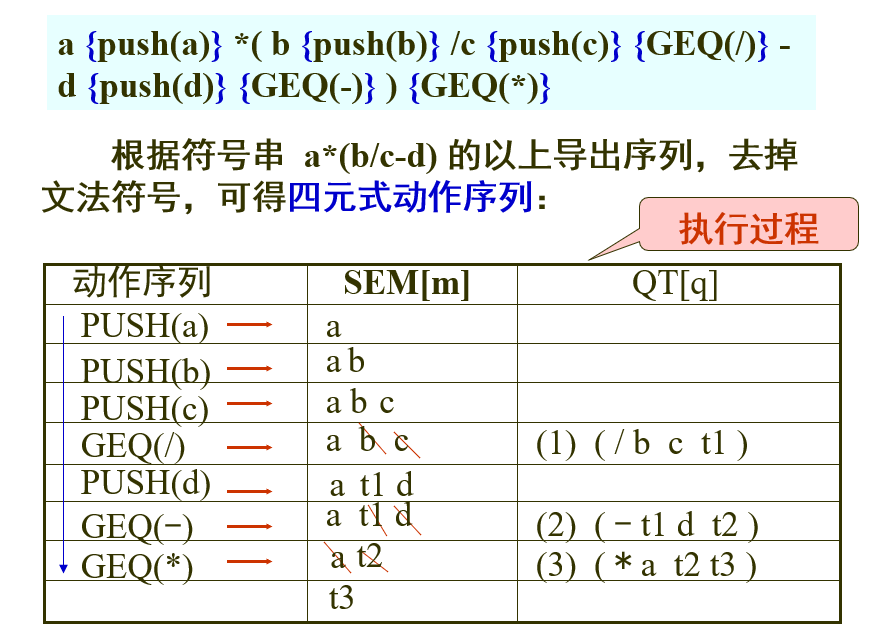 a {push(a)} *( b {push(b)} /c {push(c)} {GEQ(/)} -
d {push(d)} {GEQ(-)} ) {GEQ(*)}
根据符号串 a*(b/c-d) 的以上导出序列，去掉
文法符号，可得四元式动作序列：
执行过程
动作序列 SEM[m] QT[q]
PUSH(a) a
PUSH(b) a b
PUSH(c) a b c
GEQ(/) a b c (1) ( / b c t1 )
PUSH(d) a t1 d
GEQ(−) a t1 d (2) ( − t1 d t2 )
GEQ(*) a t2 (3) ( * a t2 t3 )
t3